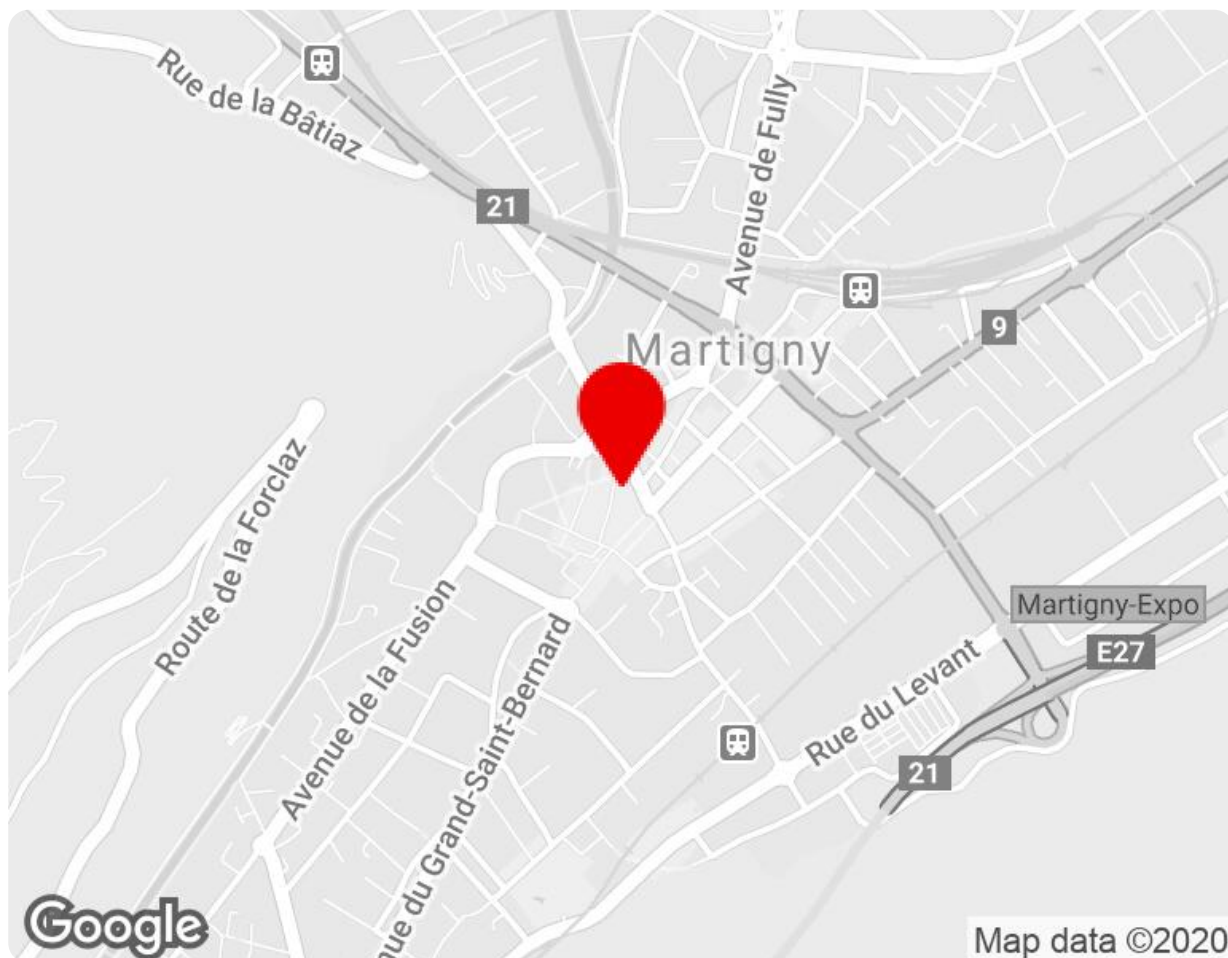 Rue de la Bâtiaz
21
Avenue de Fully
Martigny
9
Route de la Forclaz
Avenue de la Fusion
nue du Grand-Saint-Bernard
Rue du Levant
Martigny-Expo
E27
21
Google
Map data ©2020